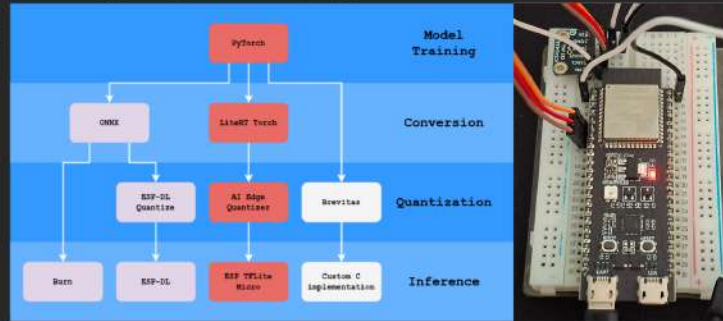 PyTorch
Model
Training
ONNX
LiteRT Torch
Conversion
ESP-DL
Quantize
AI Edge
Quantizer
Brevitas
Quantization
Burn
ESP-DL
ESP TFLite
Micro
Custom C
implementation
Inference